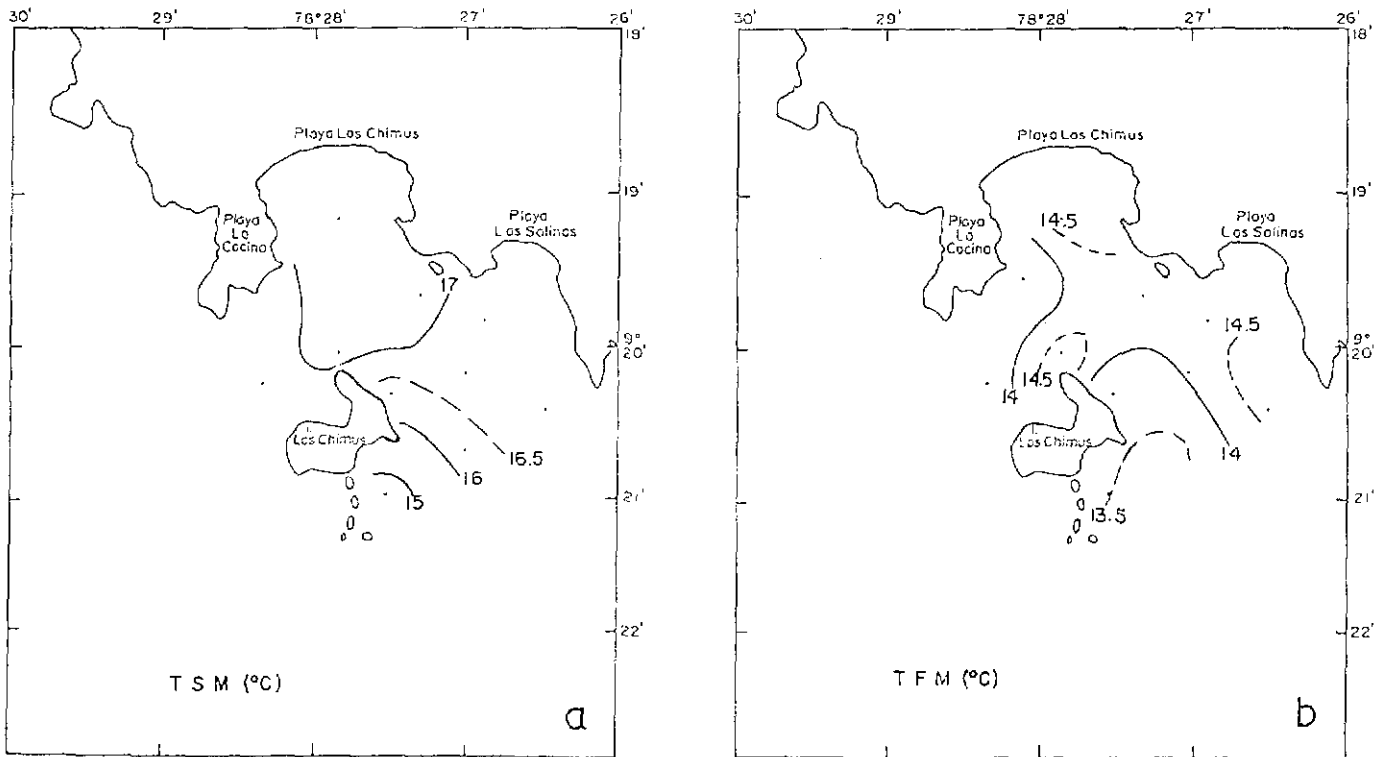 30' 29' 78°28' 27' 26'
19'
Playa Los Chimus
19'
Playa
La
Cocina
Playa
Las Salinas
17
9°
20'
I.
Los Chimus
16.5
16
15
21'
22'
T S M (°C)
a
30' 29' 78°28' 27' 26'
18'
Playa Los Chimus
19'
Playa
La
Cocina
14.5
Playa
Las Salinas
14.5
9°
20'
14.5
14
I.
Los Chimus
14
13.5
21'
22'
T F M (°C)
b